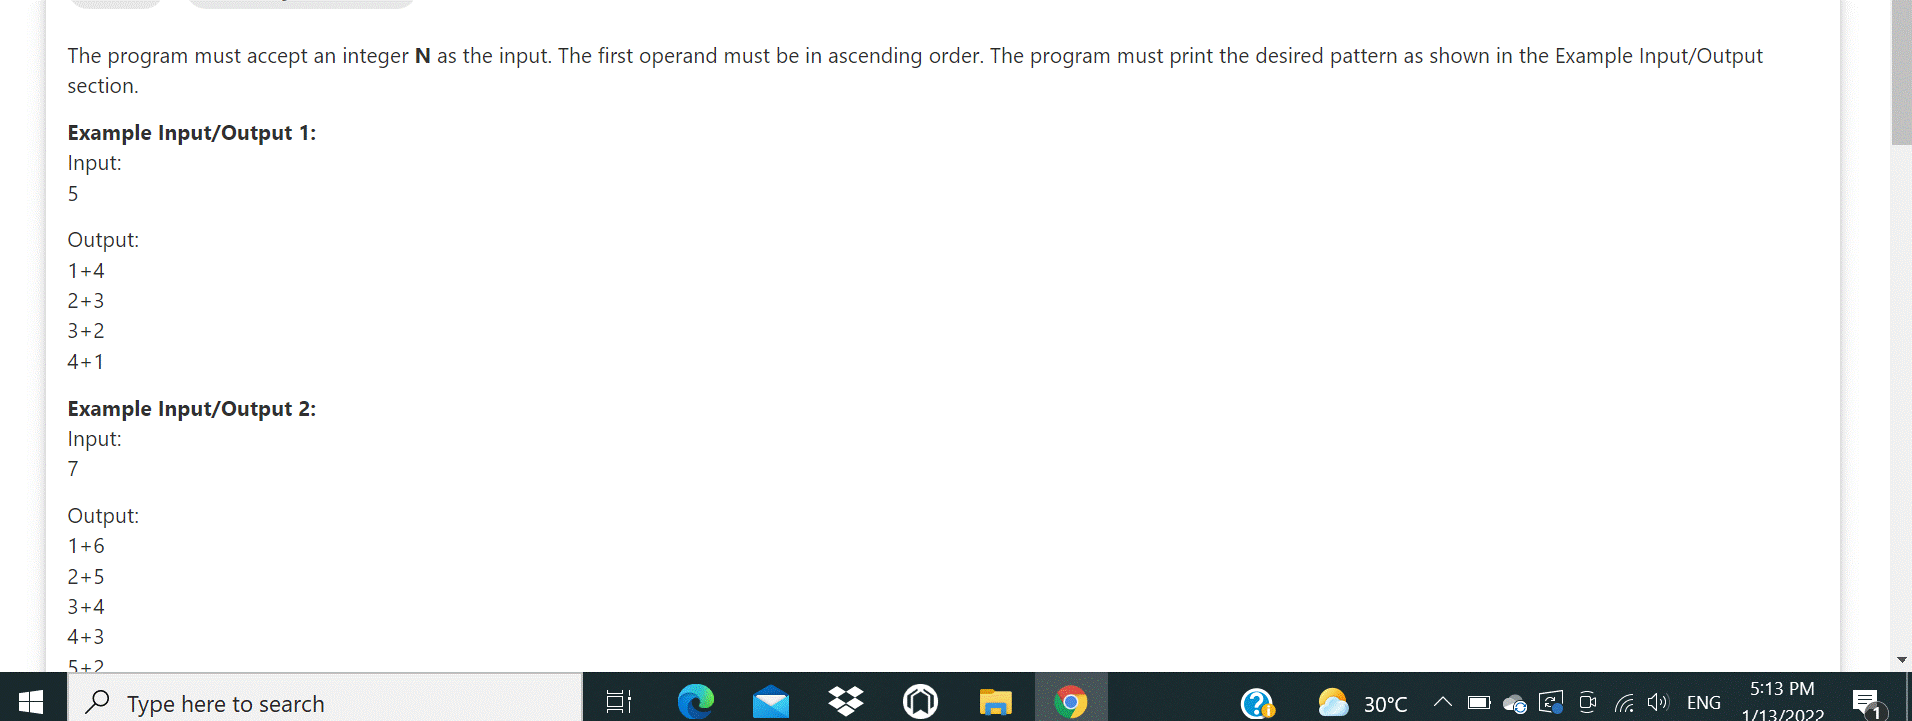 The program must accept an integer N as the input. The first operand must be in ascending order. The program must print the desired pattern as shown in the Example Input/Output
section.
Example Input/Output 1:
Input:
5
Output:
1+4
2+3
3+2
4+1
Example Input/Output 2:
Input:
7
Output:
1+6
2+5
3+4
4+3
5+2
Type here to search
30°C
ENG
5:13 PM
1/13/2022
1